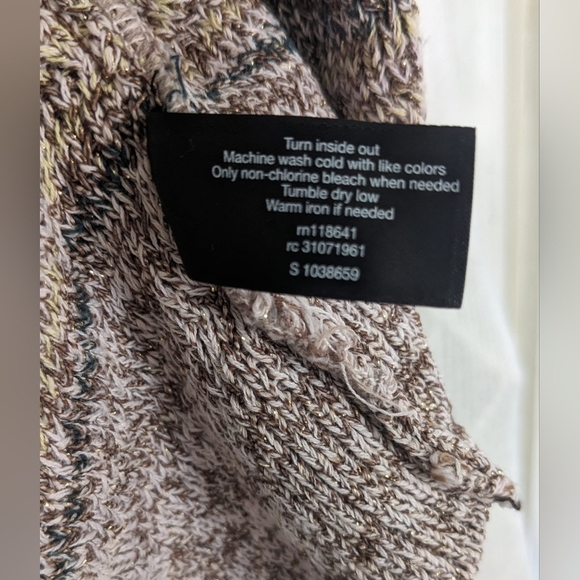 Turn inside out
Machine wash cold with like colors
Only non-chlorine bleach when needed
Tumble dry low
Warm iron if needed
rn118641
rc 31071961
S 1038659